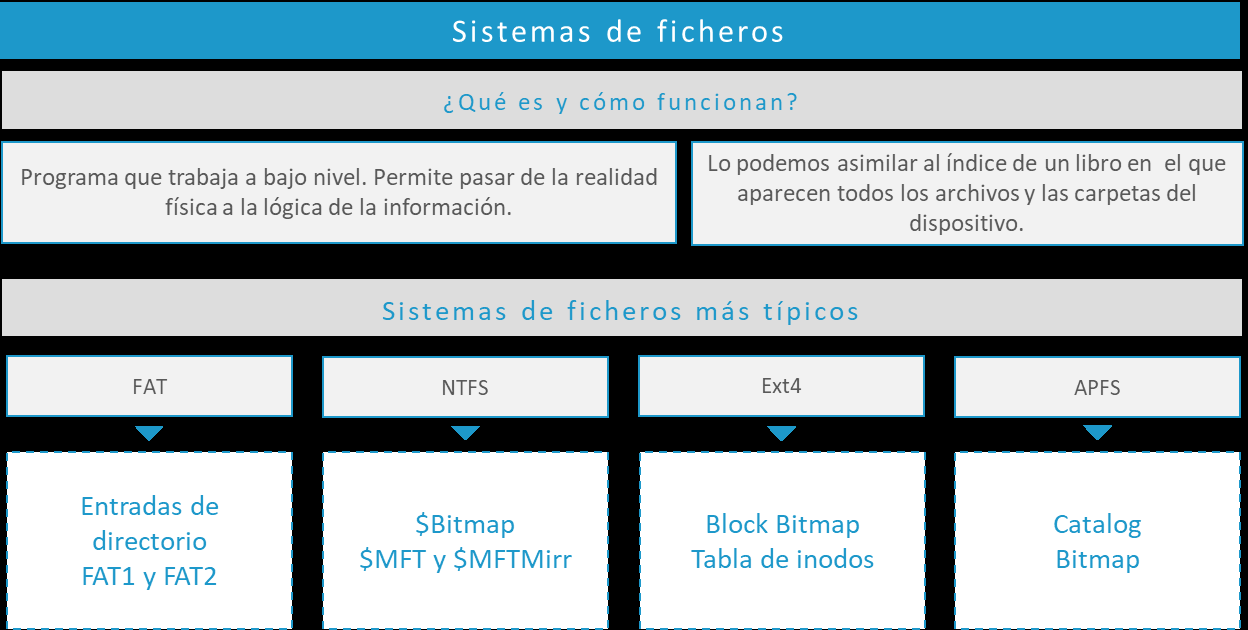 Sistemas de ficheros
¿Qué es y cómo funcionan?
Programa que trabaja a bajo nivel. Permite pasar de la realidad
física a la lógica de la información.
Lo podemos asimilar al índice de un libro en el que
aparecen todos los archivos y las carpetas del
dispositivo.
Sistemas de ficheros más típicos
FAT
NTFS
Ext4
APFS
Entradas de
directorio
FAT1 y FAT2
$Bitmap
$MFT y $MFTMirr
Block Bitmap
Tabla de inodos
Catalog
Bitmap